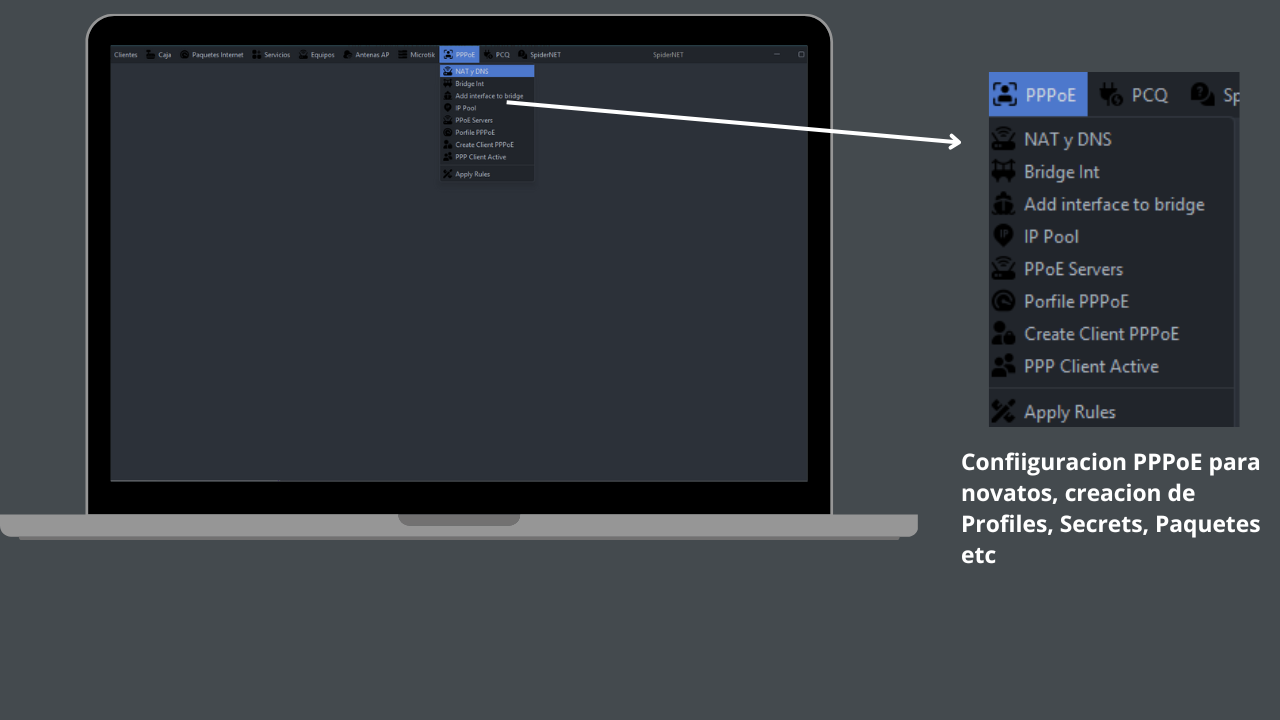 Clientes Caja Paquetes Internet Servicios Equipos Antenas AP Microtik PPPoE PCQ SpiderNET SpiderNET
NAT y DNS
Bridge Int
Add interface to bridge
IP Pool
PPoE Servers
Porfile PPPoE
Create Client PPPoE
PPP Client Active
Apply Rules
PPPoE PCQ Sp
NAT y DNS
Bridge Int
Add interface to bridge
IP Pool
PPoE Servers
Porfile PPPoE
Create Client PPPoE
PPP Client Active
Apply Rules
Confiiguracion PPPoE para
novatos, creacion de
Profiles, Secrets, Paquetes
etc